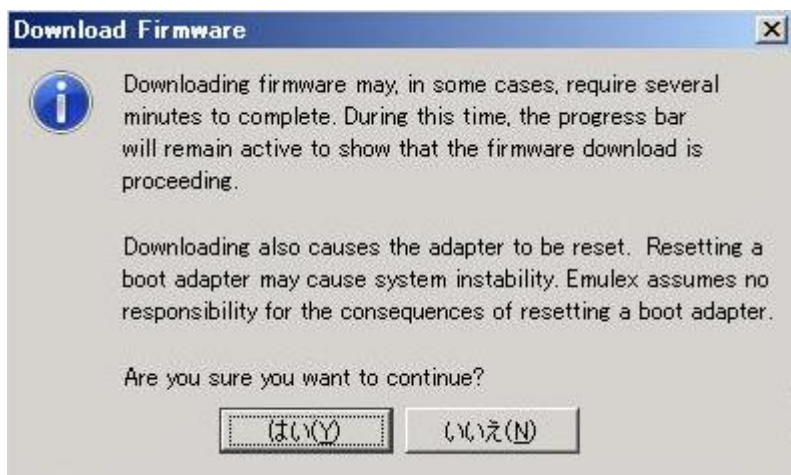 Download Firmware
Downloading firmware may, in some cases, require several
minutes to complete. During this time, the progress bar
will remain active to show that the firmware download is
proceeding.
Downloading also causes the adapter to be reset.  Resetting a
boot adapter may cause system instability. Emulex assumes no
responsibility for the consequences of resetting a boot adapter.
Are you sure you want to continue?
はい(Y)
いいえ(N)